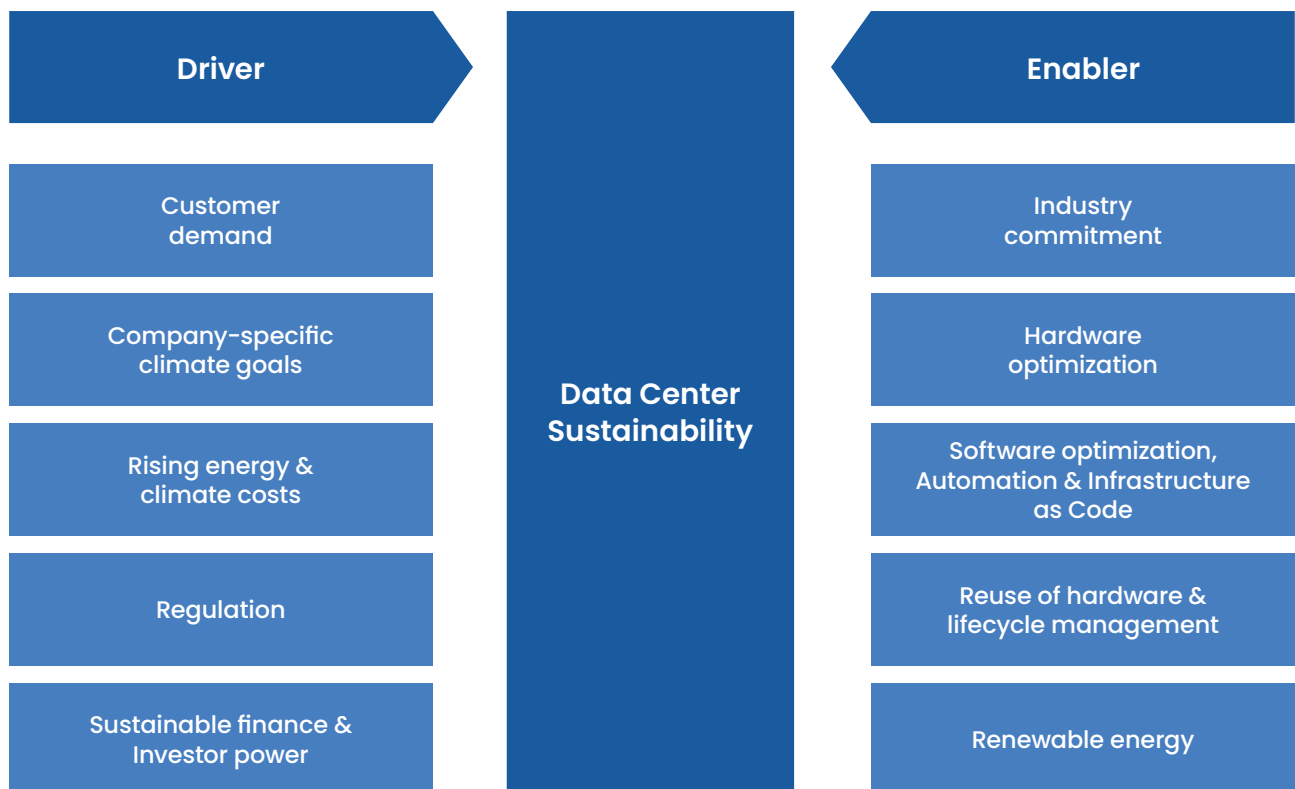 Driver
Customer
demand
Company-specific
climate goals
Rising energy &
climate costs
Regulation
Sustainable finance &
Investor power
Data Center
Sustainability
Enabler
Industry
commitment
Hardware
optimization
Software optimization,
Automation & Infrastructure
as Code
Reuse of hardware &
lifecycle management
Renewable energy